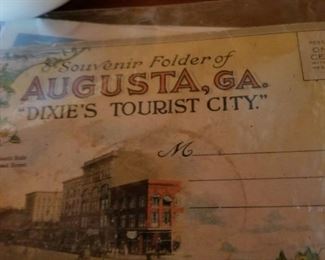 Souvenir Folder of
AUGUSTA, GA.
"DIXIE'S TOURIST CITY."
M